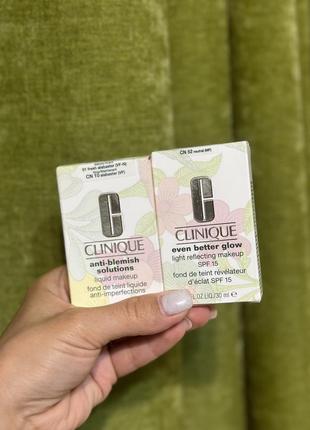 01 fresh alabaster (VF-N)
CN 10 alabaster (VF)
CLINIQUE
anti-blemish
solutions
liquid makeup
fond de teint liquide
anti-imperfections
CN 52 neutral (MF)
CLINIQUE
even better glow
light reflecting makeup
SPF 15
fond de teint révélateur
d'éclat SPF 15
OZ.LIQ./30 ml e